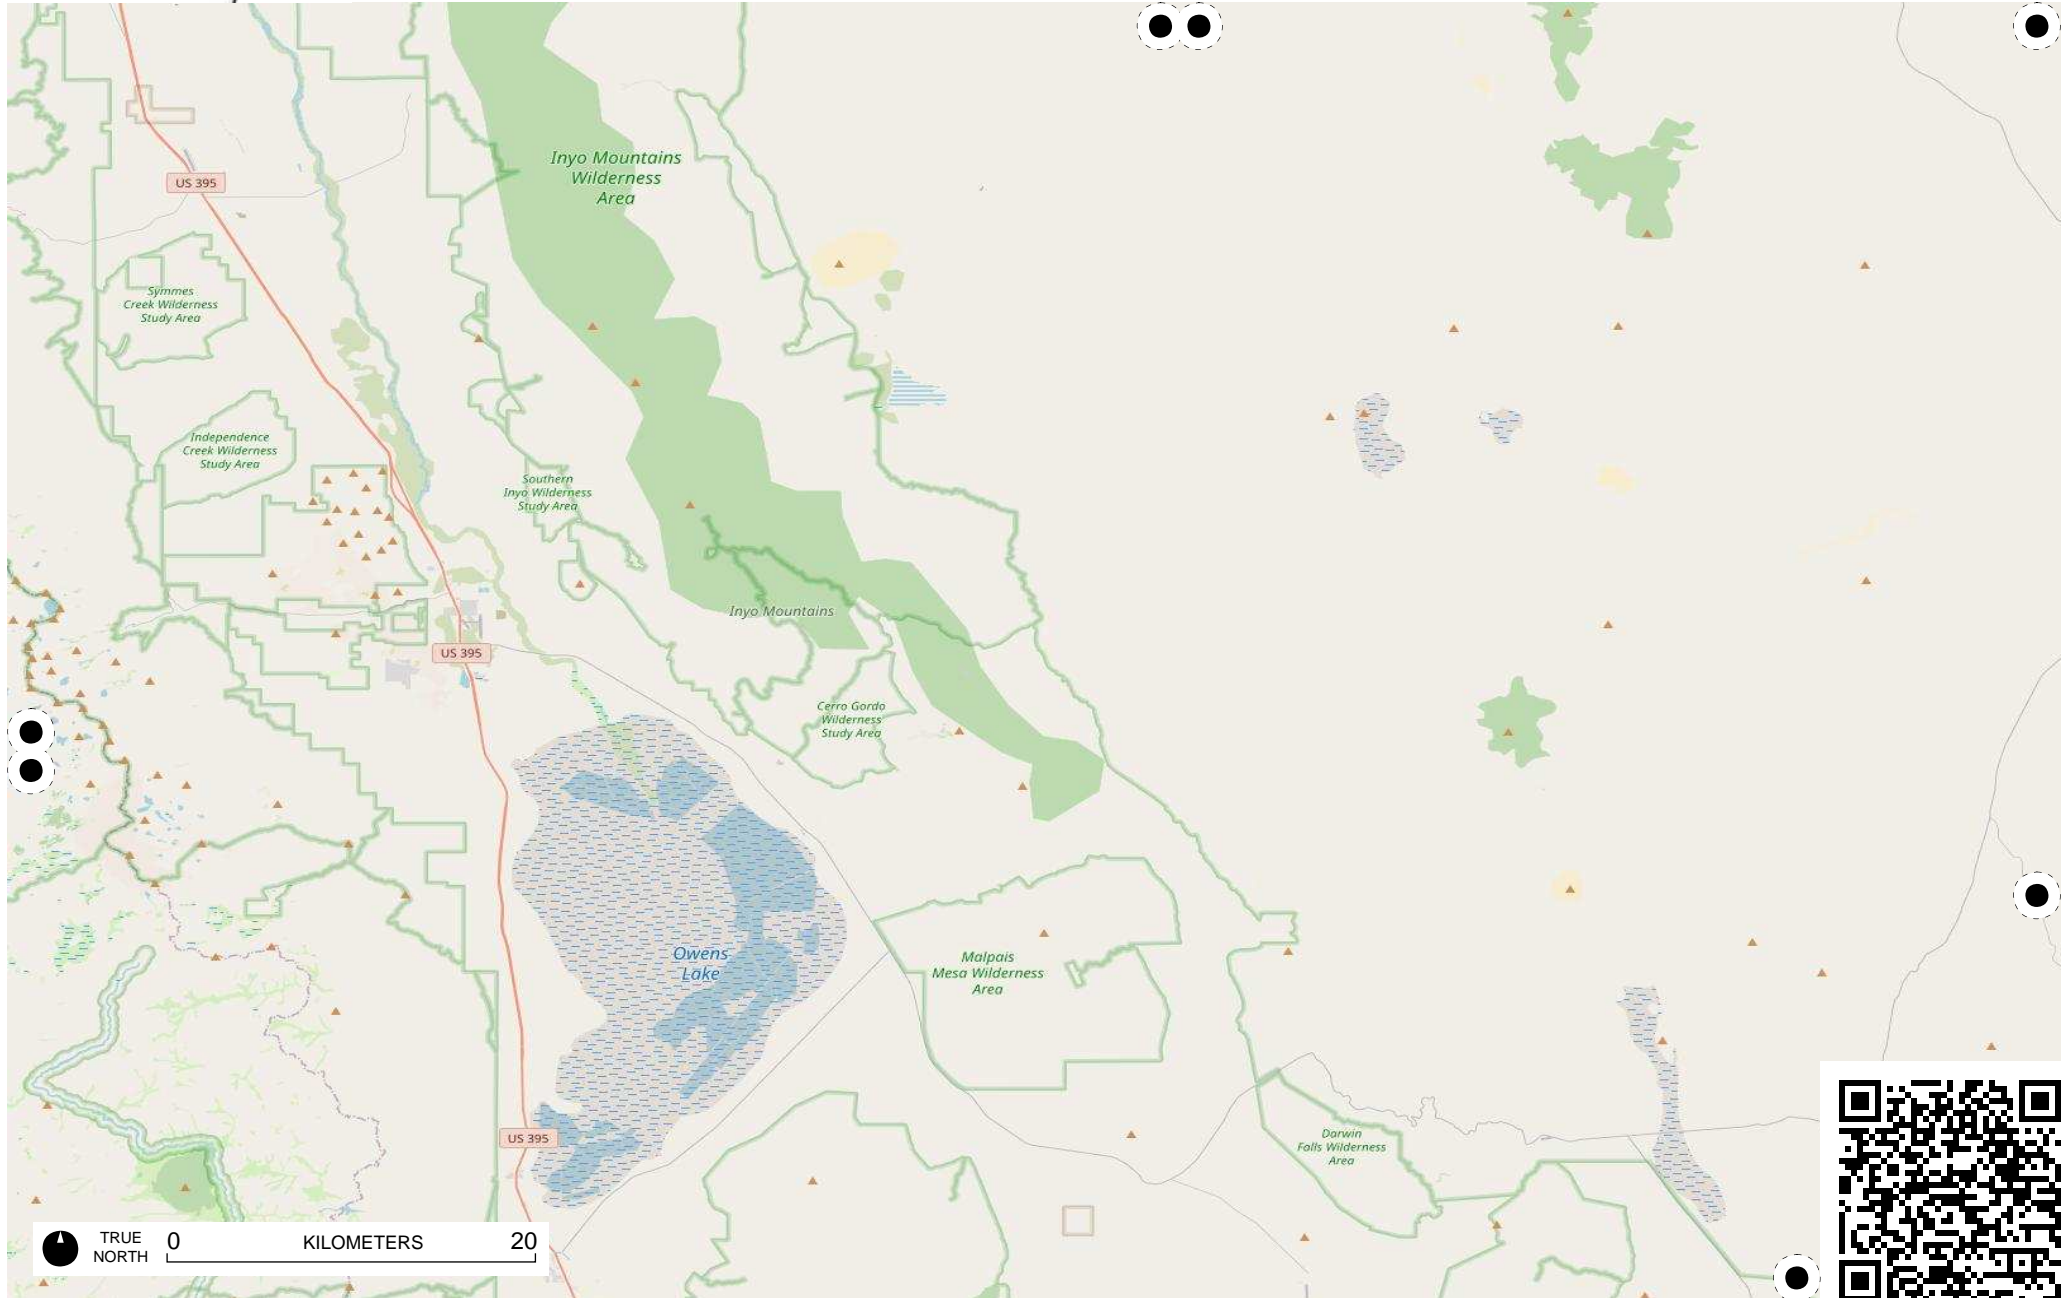 Inyo Mountains
Wilderness
Area
US 395
Symmes
Creek Wilderness
Study Area
Independence
Creek Wilderness
Study Area
Southern
Inyo Wilderness
Study Area
Inyo Mountains
US 395
Cerro Gordo
Wilderness
Study Area
Owens
Lake
Malpais
Mesa Wilderness
Area
US 395
Darwin
Falls Wilderness
Area
TRUE
NORTH
0 KILOMETERS 20